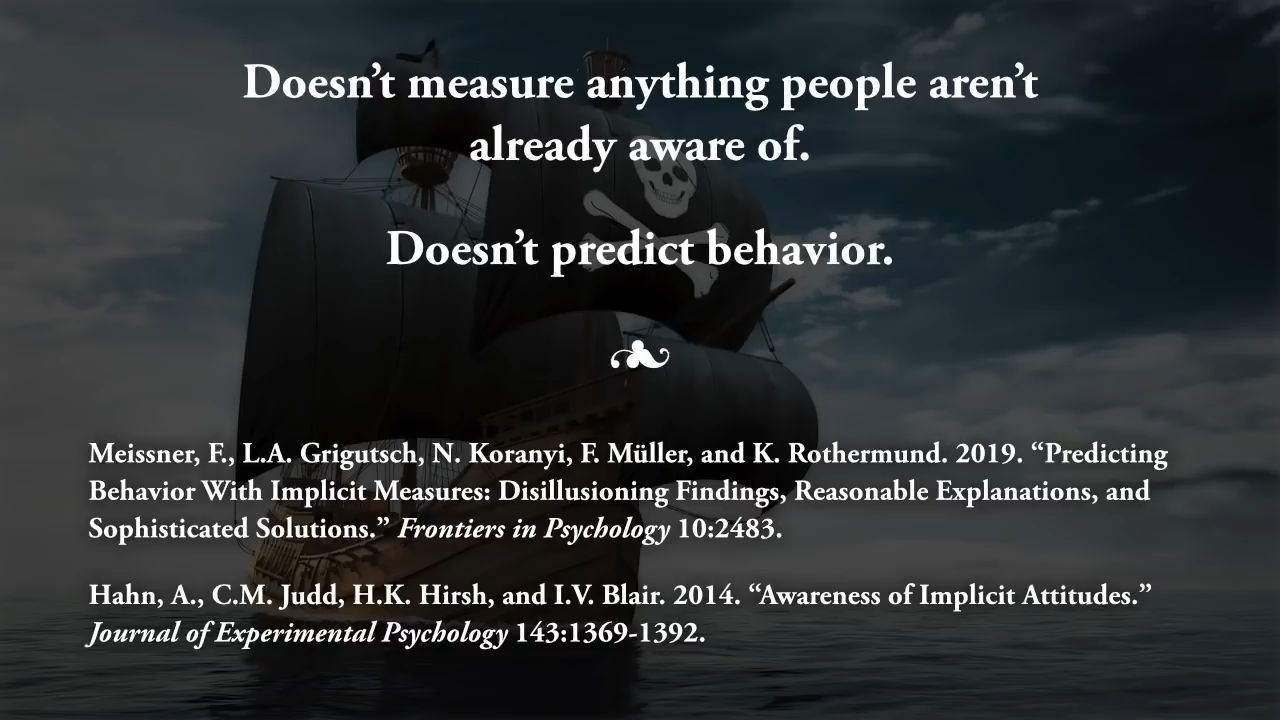 Doesn’t measure anything people aren’t
already aware of.
Doesn’t predict behavior.
Meissner, F., L.A. Grigutsch, N. Koranyi, F. Müller, and K. Rothermund. 2019. “Predicting
Behavior With Implicit Measures: Disillusioning Findings, Reasonable Explanations, and
Sophisticated Solutions.” Frontiers in Psychology 10:2483.
Hahn, A., C.M. Judd, H.K. Hirsh, and I.V. Blair. 2014. “Awareness of Implicit Attitudes.”
Journal of Experimental Psychology 143:1369-1392.